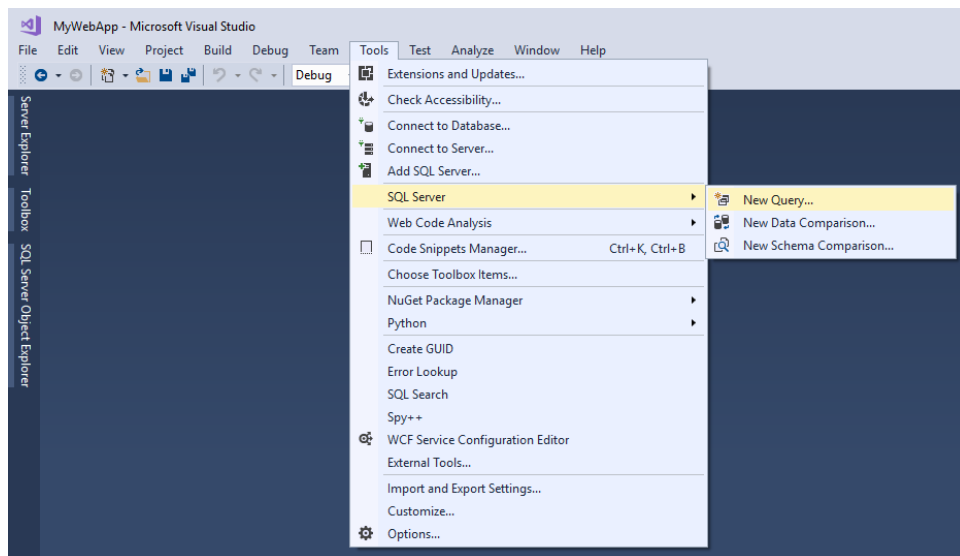 MyWebApp - Microsoft Visual Studio
File Edit View Project Build Debug Team Tools Test Analyze Window Help
Debug
Extensions and Updates...
Check Accessibility...
Connect to Database...
Connect to Server...
Add SQL Server...
SQL Server
Web Code Analysis
Code Snippets Manager... Ctrl+K, Ctrl+B
Choose Toolbox Items...
NuGet Package Manager
Python
Create GUID
Error Lookup
SQL Search
Spy++
WCF Service Configuration Editor
External Tools...
Import and Export Settings...
Customize...
Options...
New Query...
New Data Comparison...
New Schema Comparison...
Server Explorer
Toolbox
SQL Server Object Explorer